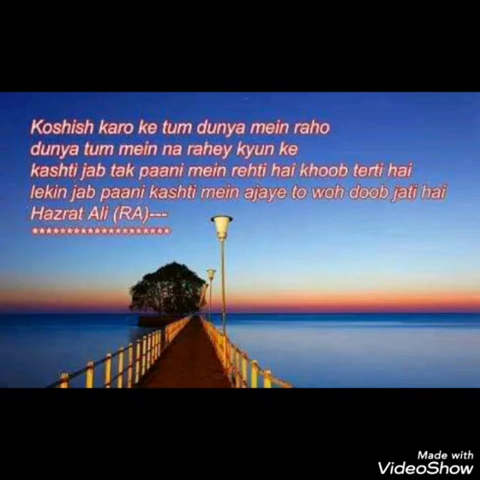 Koshish karo ke tum dunya mein raho
dunya tum mein na rahey kyun ke
kashti jab tak paani mein rehti hai khoob terti hai
lekin jab paani kashti mein ajaye to woh doob jati hai
Hazrat Ali (RA)---
********************
Made with
VideoShow